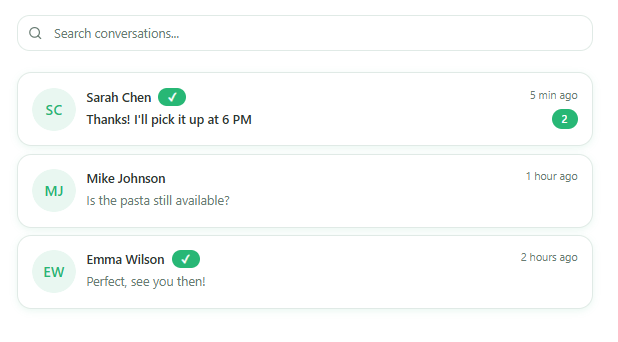 Search conversations...
SC
Sarah Chen ✓
5 min ago
Thanks! I'll pick it up at 6 PM
2
MJ
Mike Johnson
1 hour ago
Is the pasta still available?
EW
Emma Wilson ✓
2 hours ago
Perfect, see you then!